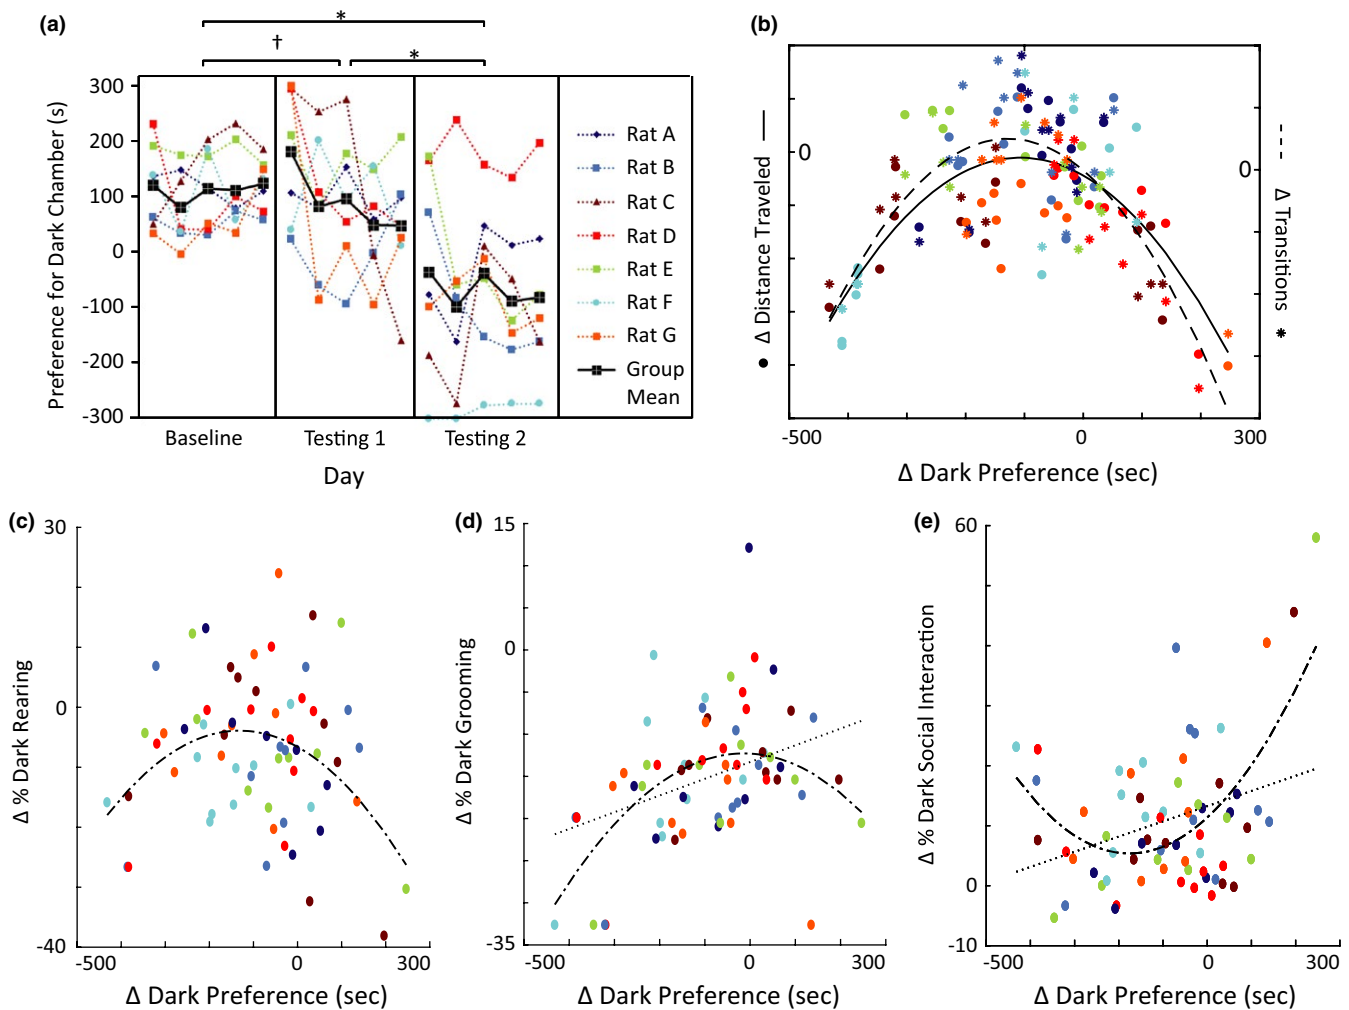 (a)
*
†
*
Preference for Dark Chamber (s)
300
200
100
0
-100
-200
-300
Baseline
Testing 1
Testing 2
Day
Rat A
Rat B
Rat C
Rat D
Rat E
Rat F
Rat G
Group
Mean
(b)
Δ Distance Traveled
0
0
Δ Transitions
-500
0
300
Δ Dark Preference (sec)
(c)
Δ % Dark Rearing
30
0
-40
-500
0
300
Δ Dark Preference (sec)
(d)
Δ % Dark Grooming
15
0
-35
-500
0
300
Δ Dark Preference (sec)
(e)
Δ % Dark Social Interaction
60
0
-10
-500
0
300
Δ Dark Preference (sec)